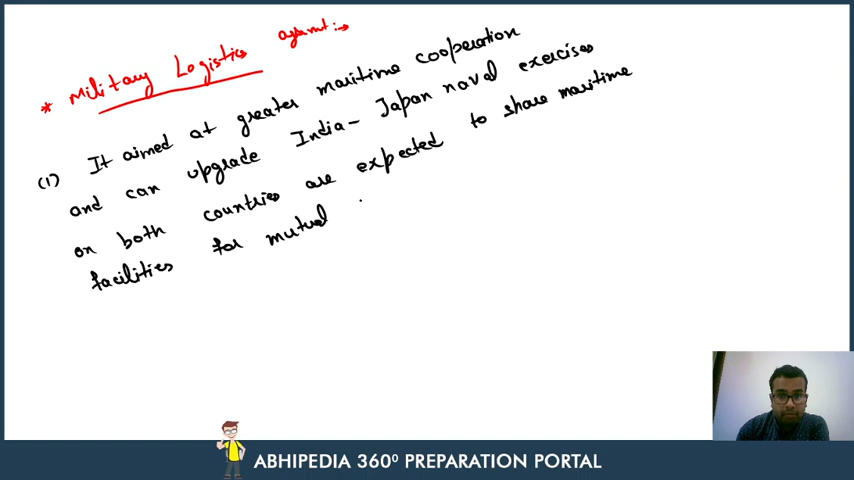 * Military Logistics agrmt :->
(1) It aimed at greater maritime cooperation
and can upgrade India - Japan naval exercises
on both countries are expected to share maritime
facilities for mutual
ABHIPEDIA 360° PREPARATION PORTAL